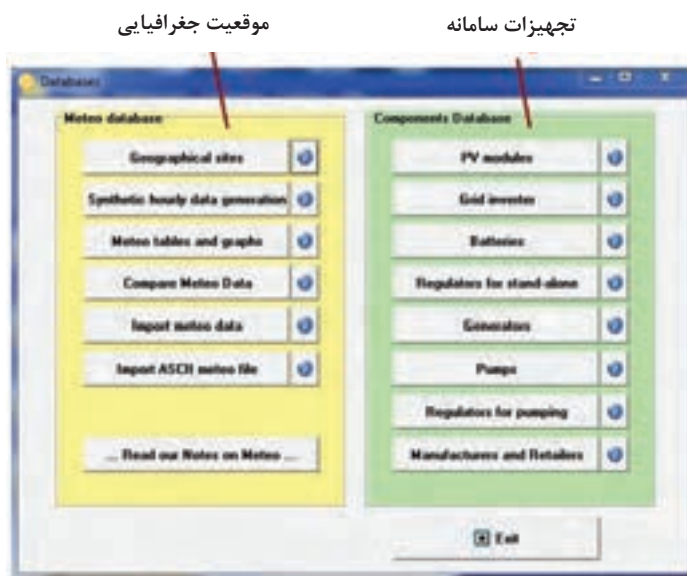 تجهیزات سامانه
موقعیت جغرافیایی
Databases
Meteo database
Geographical sites
Synthetic hourly data generation
Meteo tables and graphs
Compare Meteo Data
Import meteo data
Import ASCII meteo file
... Read our Notes on Meteo ...
Components Database
PV modules
Grid inverter
Batteries
Regulators for stand-alone
Generators
Pumps
Regulators for pumping
Manufacturers and Retailers
Exit